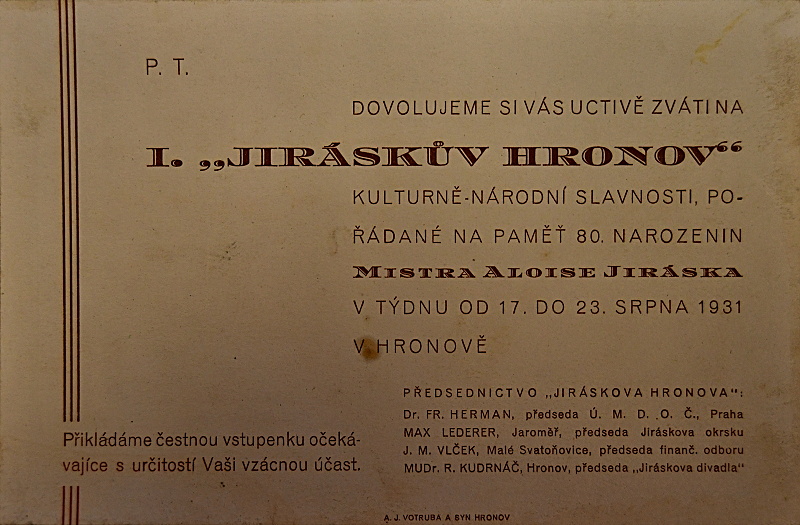 P. T.
DOVOLUJEME SI VÁS UCTIVĚ ZVÁTI NA
I. „JIRÁSKŮV HRONOV“
KULTURNĚ-NÁRODNÍ SLAVNOSTI, PO-
ŘÁDANÉ NA PAMĚŤ 80. NAROZENIN
MISTRA ALOISE JIRÁSKA
V TÝDNU OD 17. DO 23. SRPNA 1931
V HRONOVĚ
PŘEDSEDNICTVO „JIRÁSKOVA HRONOVA“:
Dr. FR. HERMAN, předseda Ú. M. D. O. Č., Praha
MAX LEDERER, Jaroměř, předseda Jiráskova okrsku
J. M. VLČEK, Malé Svatoňovice, předseda finanč. odboru
MUDr. R. KUDRNÁČ, Hronov, předseda „Jiráskova divadla“
Přikládáme čestnou vstupenku očeká-
vajíce s určitostí Vaši vzácnou účast.
A. J. VOTRUBA A SYN HRONOV